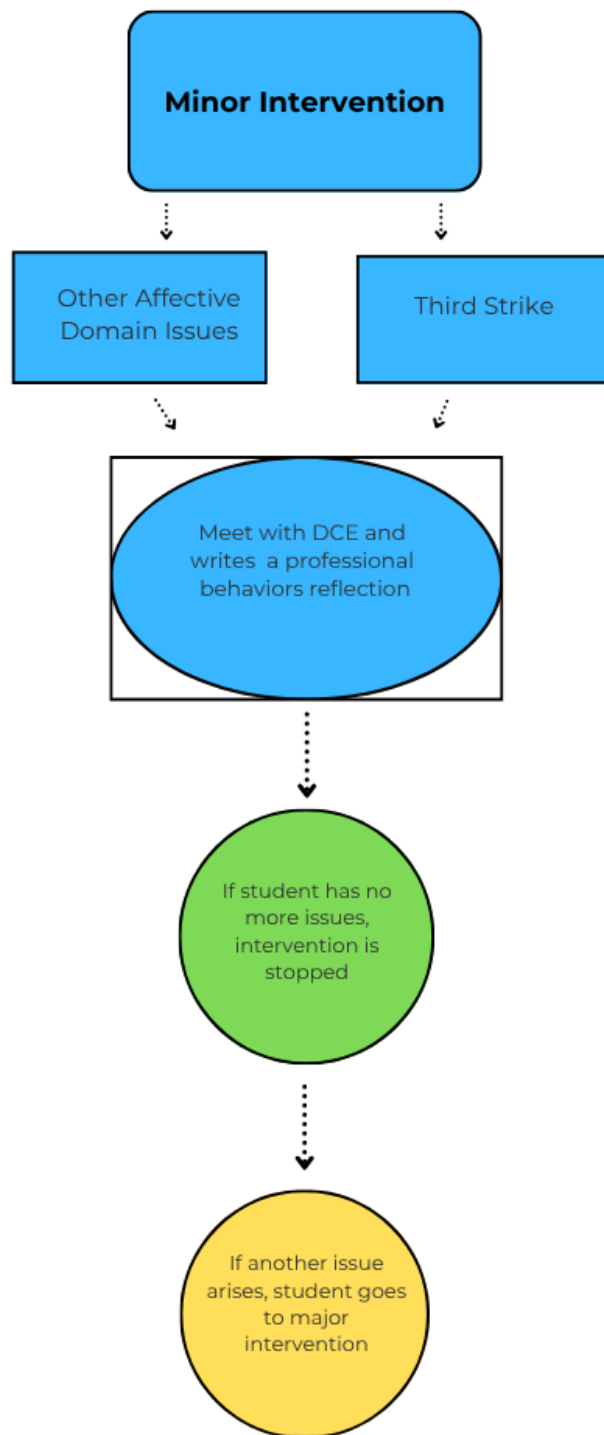 Minor Intervention
Other Affective
Domain Issues
Third Strike
Meet with DCE and
writes a professional
behaviors reflection
If student has no
more issues,
intervention is
stopped
If another issue
arises, student goes
to major
intervention